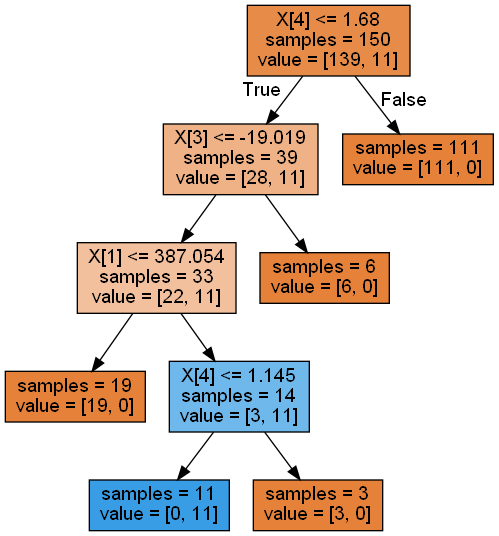 X[4] <= 1.68
samples = 150
value = [139, 11]
True
False
X[3] <= -19.019
samples = 39
value = [28, 11]
samples = 111
value = [111, 0]
X[1] <= 387.054
samples = 33
value = [22, 11]
samples = 6
value = [6, 0]
samples = 19
value = [19, 0]
X[4] <= 1.145
samples = 14
value = [3, 11]
samples = 11
value = [0, 11]
samples = 3
value = [3, 0]